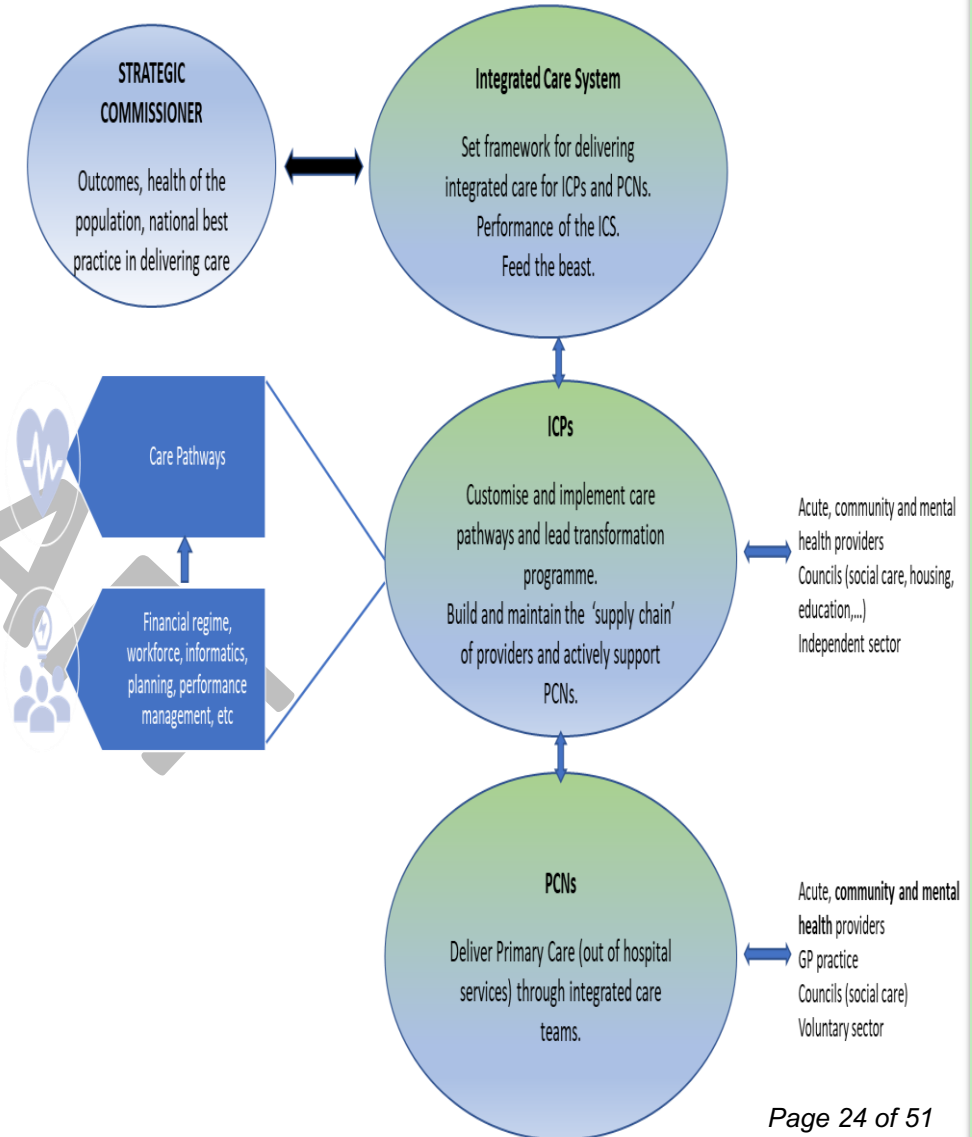 STRATEGIC
COMMISSIONER
Outcomes, health of the
population, national best
practice in delivering care
Integrated Care System
Set framework for delivering
integrated care for ICPs and PCNs.
Performance of the ICS.
Feed the beast.
Care Pathways
Financial regime,
workforce, informatics,
planning, performance
management, etc
ICPs
Customise and implement care
pathways and lead transformation
programme.
Build and maintain the ‘supply chain’
of providers and actively support
PCNs.
Acute, community and mental
health providers
Councils (social care, housing,
education,…)
Independent sector
PCNs
Deliver Primary Care (out of hospital
services) through integrated care
teams.
Acute, community and mental
health providers
GP practice
Councils (social care)
Voluntary sector
Page 24 of 51